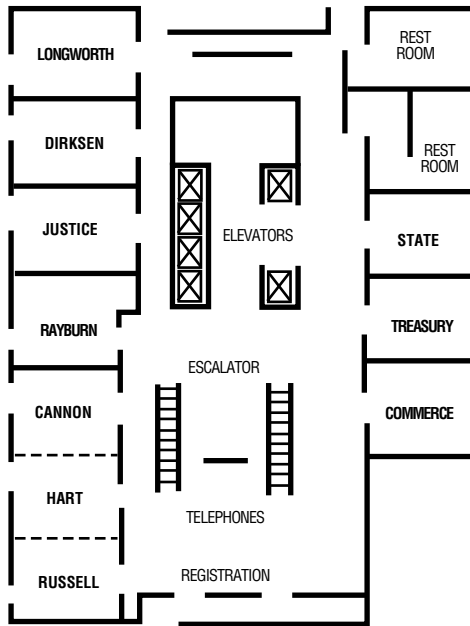 LONGWORTH
REST
ROOM
DIRKSEN
REST
ROOM
JUSTICE
ELEVATORS
STATE
RAYBURN
TREASURY
ESCALATOR
CANNON
COMMERCE
HART
TELEPHONES
RUSSELL
REGISTRATION